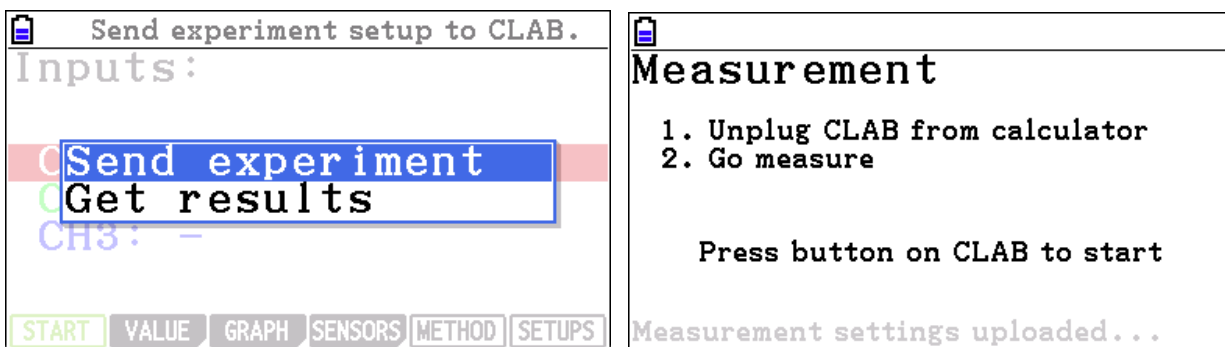 Send experiment setup to CLAB.
Inputs:
Send experiment
Get results
CH3: –
START VALUE GRAPH SENSORS METHOD SETUPS
Measurement
1. Unplug CLAB from calculator
2. Go measure
Press button on CLAB to start
Measurement settings uploaded...